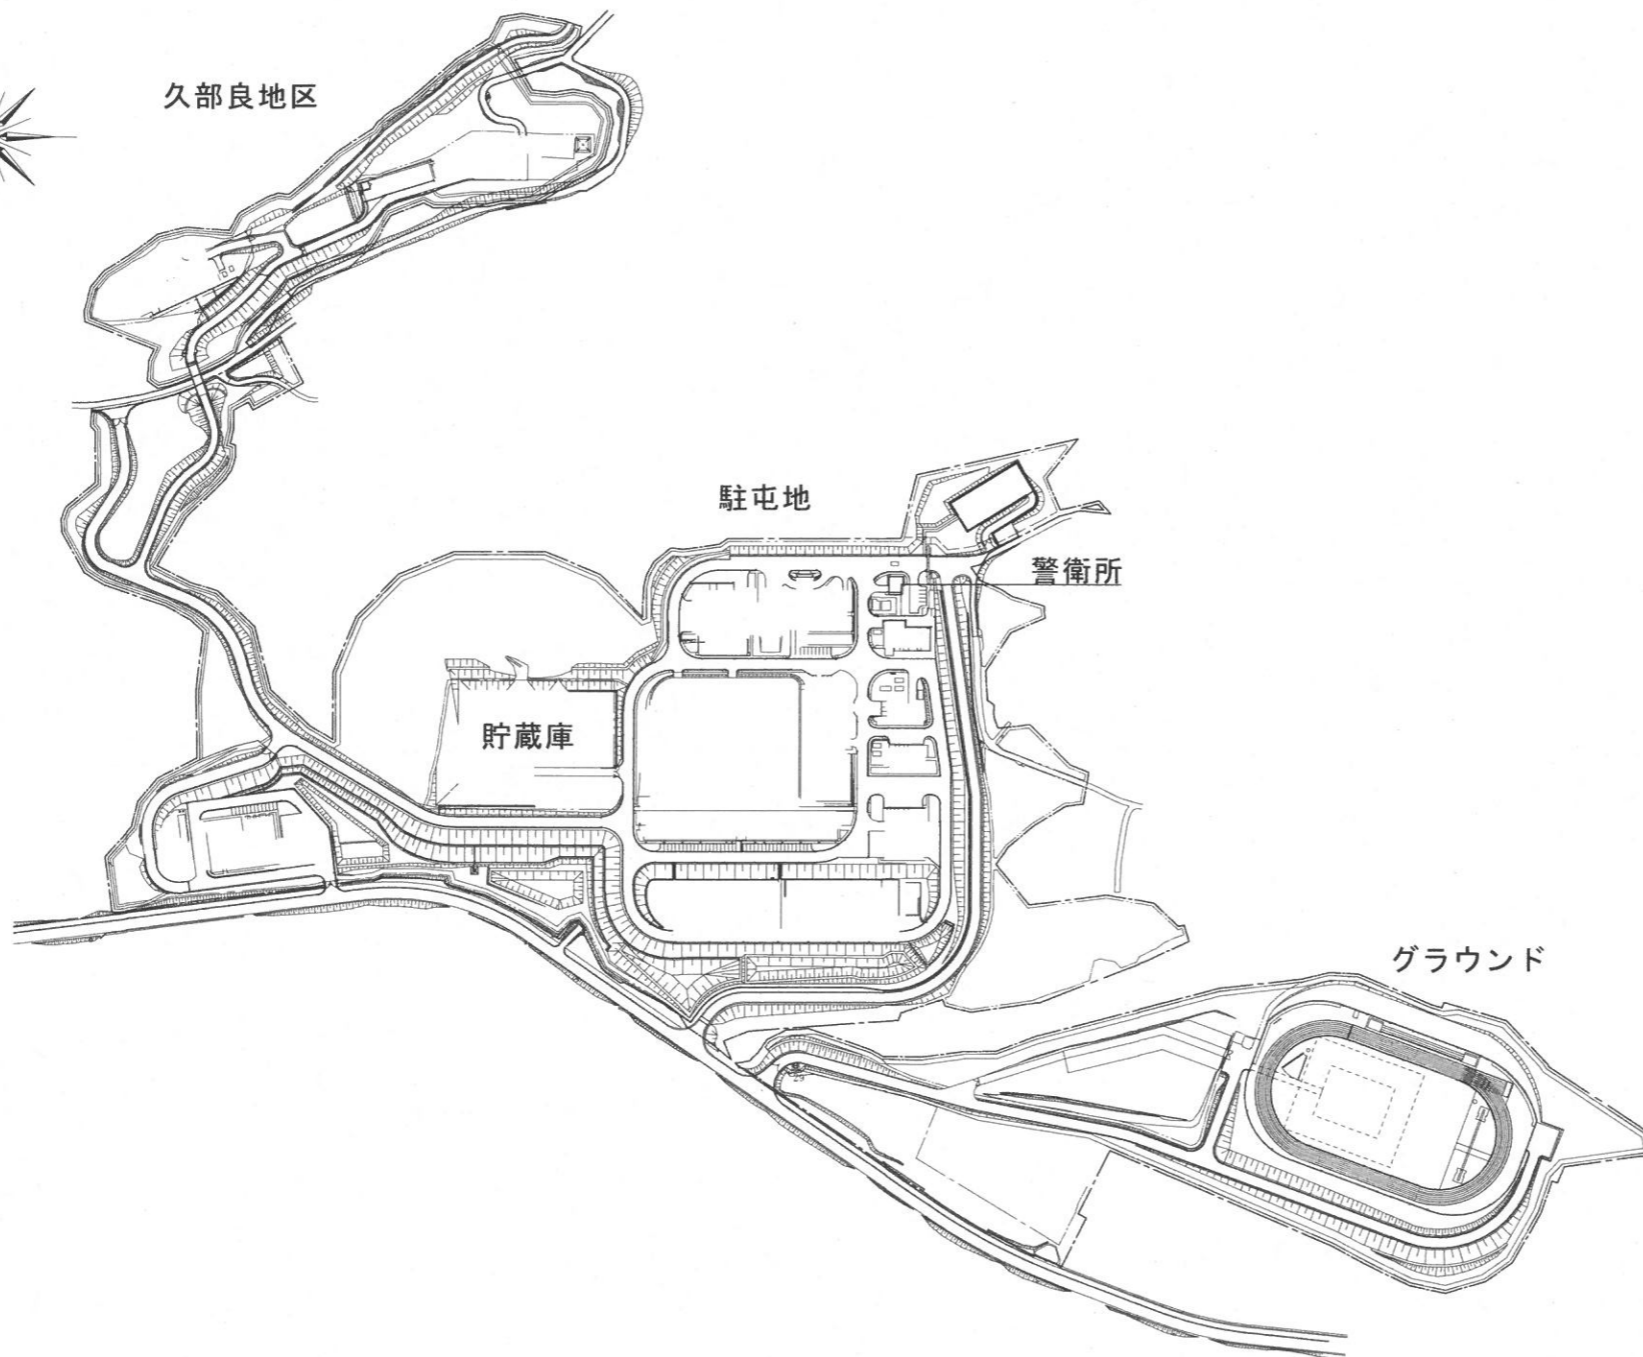 久部良地区
駐屯地
警衛所
貯蔵庫
グラウンド